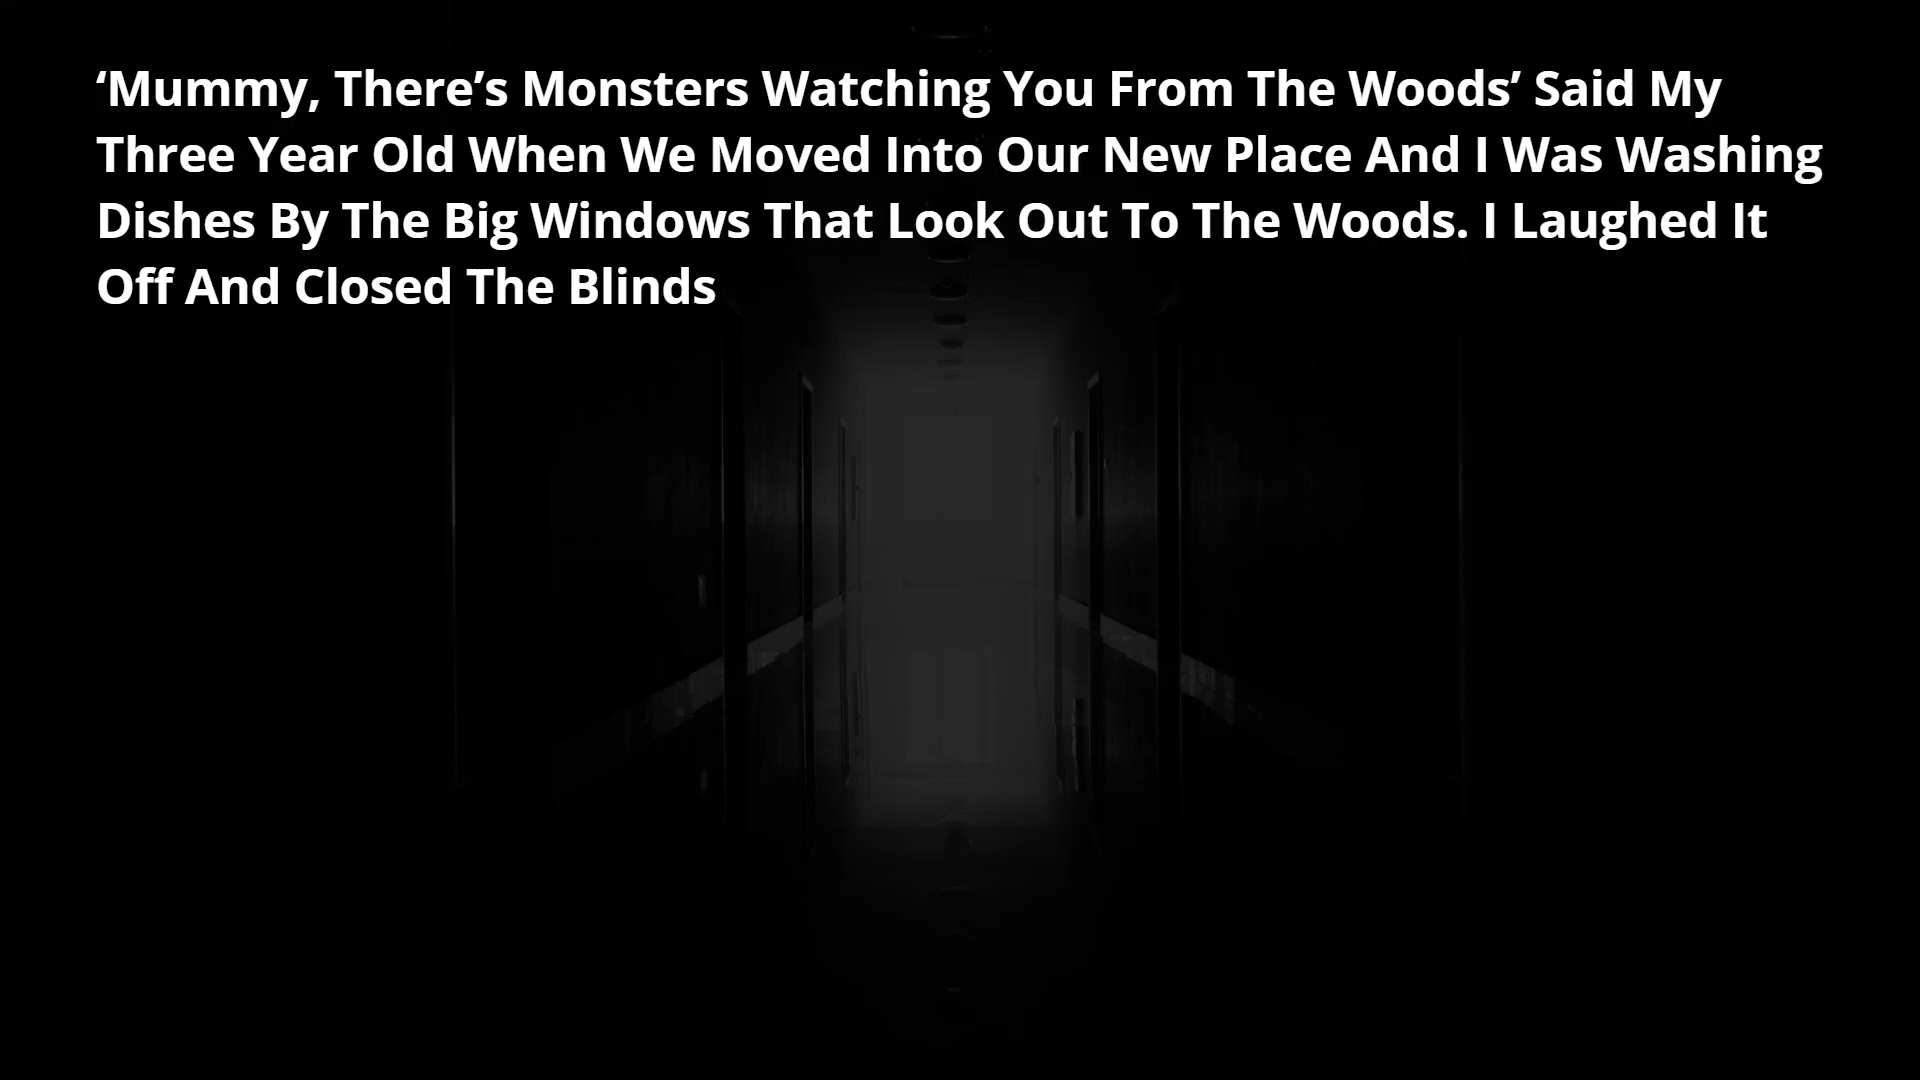 ‘Mummy, There’s Monsters Watching You From The Woods’ Said My
Three Year Old When We Moved Into Our New Place And I Was Washing
Dishes By The Big Windows That Look Out To The Woods. I Laughed It
Off And Closed The Blinds